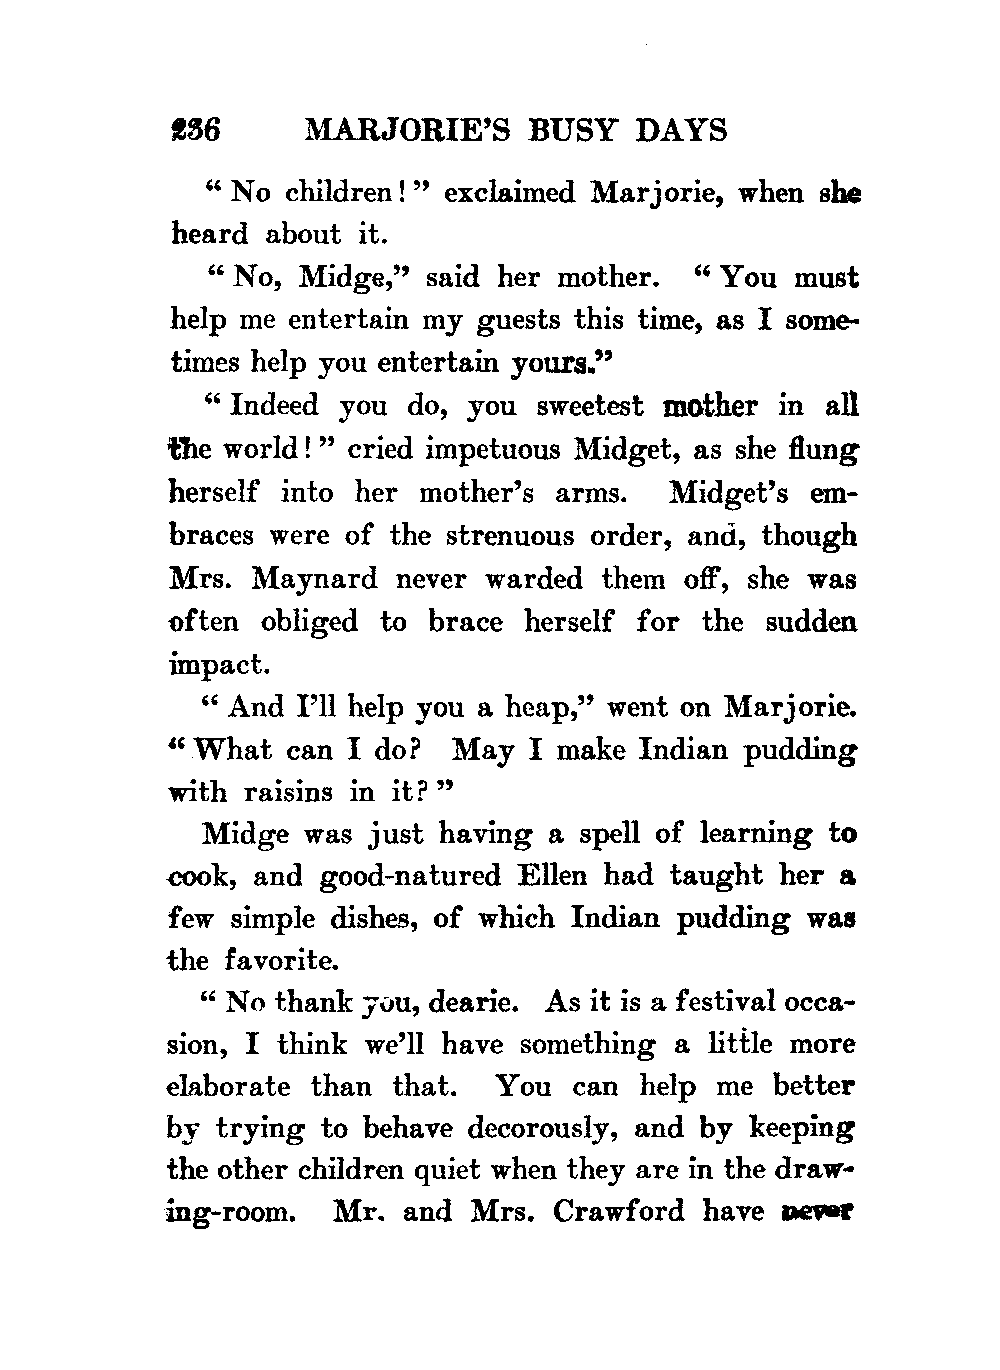 236 MARJORIE'S BUSY DAYS
“ No children ! ” exclaimed Marjorie, when she
heard about it.
“ No, Midge,” said her mother. “ You must
help me entertain my guests this time, as I some-
times help you entertain yours.”
“ Indeed you do, you sweetest mother in all
the world ! ” cried impetuous Midget, as she flung
herself into her mother’s arms. Midget’s em-
braces were of the strenuous order, and, though
Mrs. Maynard never warded them off, she was
often obliged to brace herself for the sudden
impact.
“ And I’ll help you a heap,” went on Marjorie.
“ What can I do? May I make Indian pudding
with raisins in it? ”
Midge was just having a spell of learning to
cook, and good-natured Ellen had taught her a
few simple dishes, of which Indian pudding was
the favorite.
“ No thank you, dearie. As it is a festival occa-
sion, I think we’ll have something a little more
elaborate than that. You can help me better
by trying to behave decorously, and by keeping
the other children quiet when they are in the draw-
ing-room. Mr. and Mrs. Crawford have never